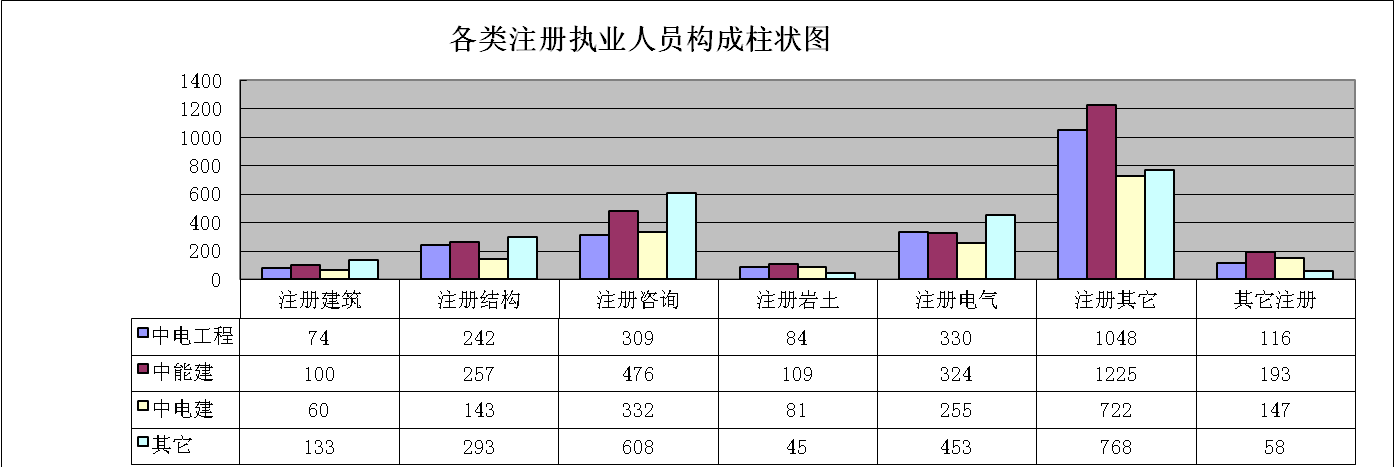 各类注册执业人员构成柱状图
1400
1200
1000
800
600
400
200
0
注册建筑 注册结构 注册咨询 注册岩土 注册电气 注册其它 其它注册
中电工程 74 242 309 84 330 1048 116
中能建 100 257 476 109 324 1225 193
中电建 60 143 332 81 255 722 147
其它 133 293 608 45 453 768 58